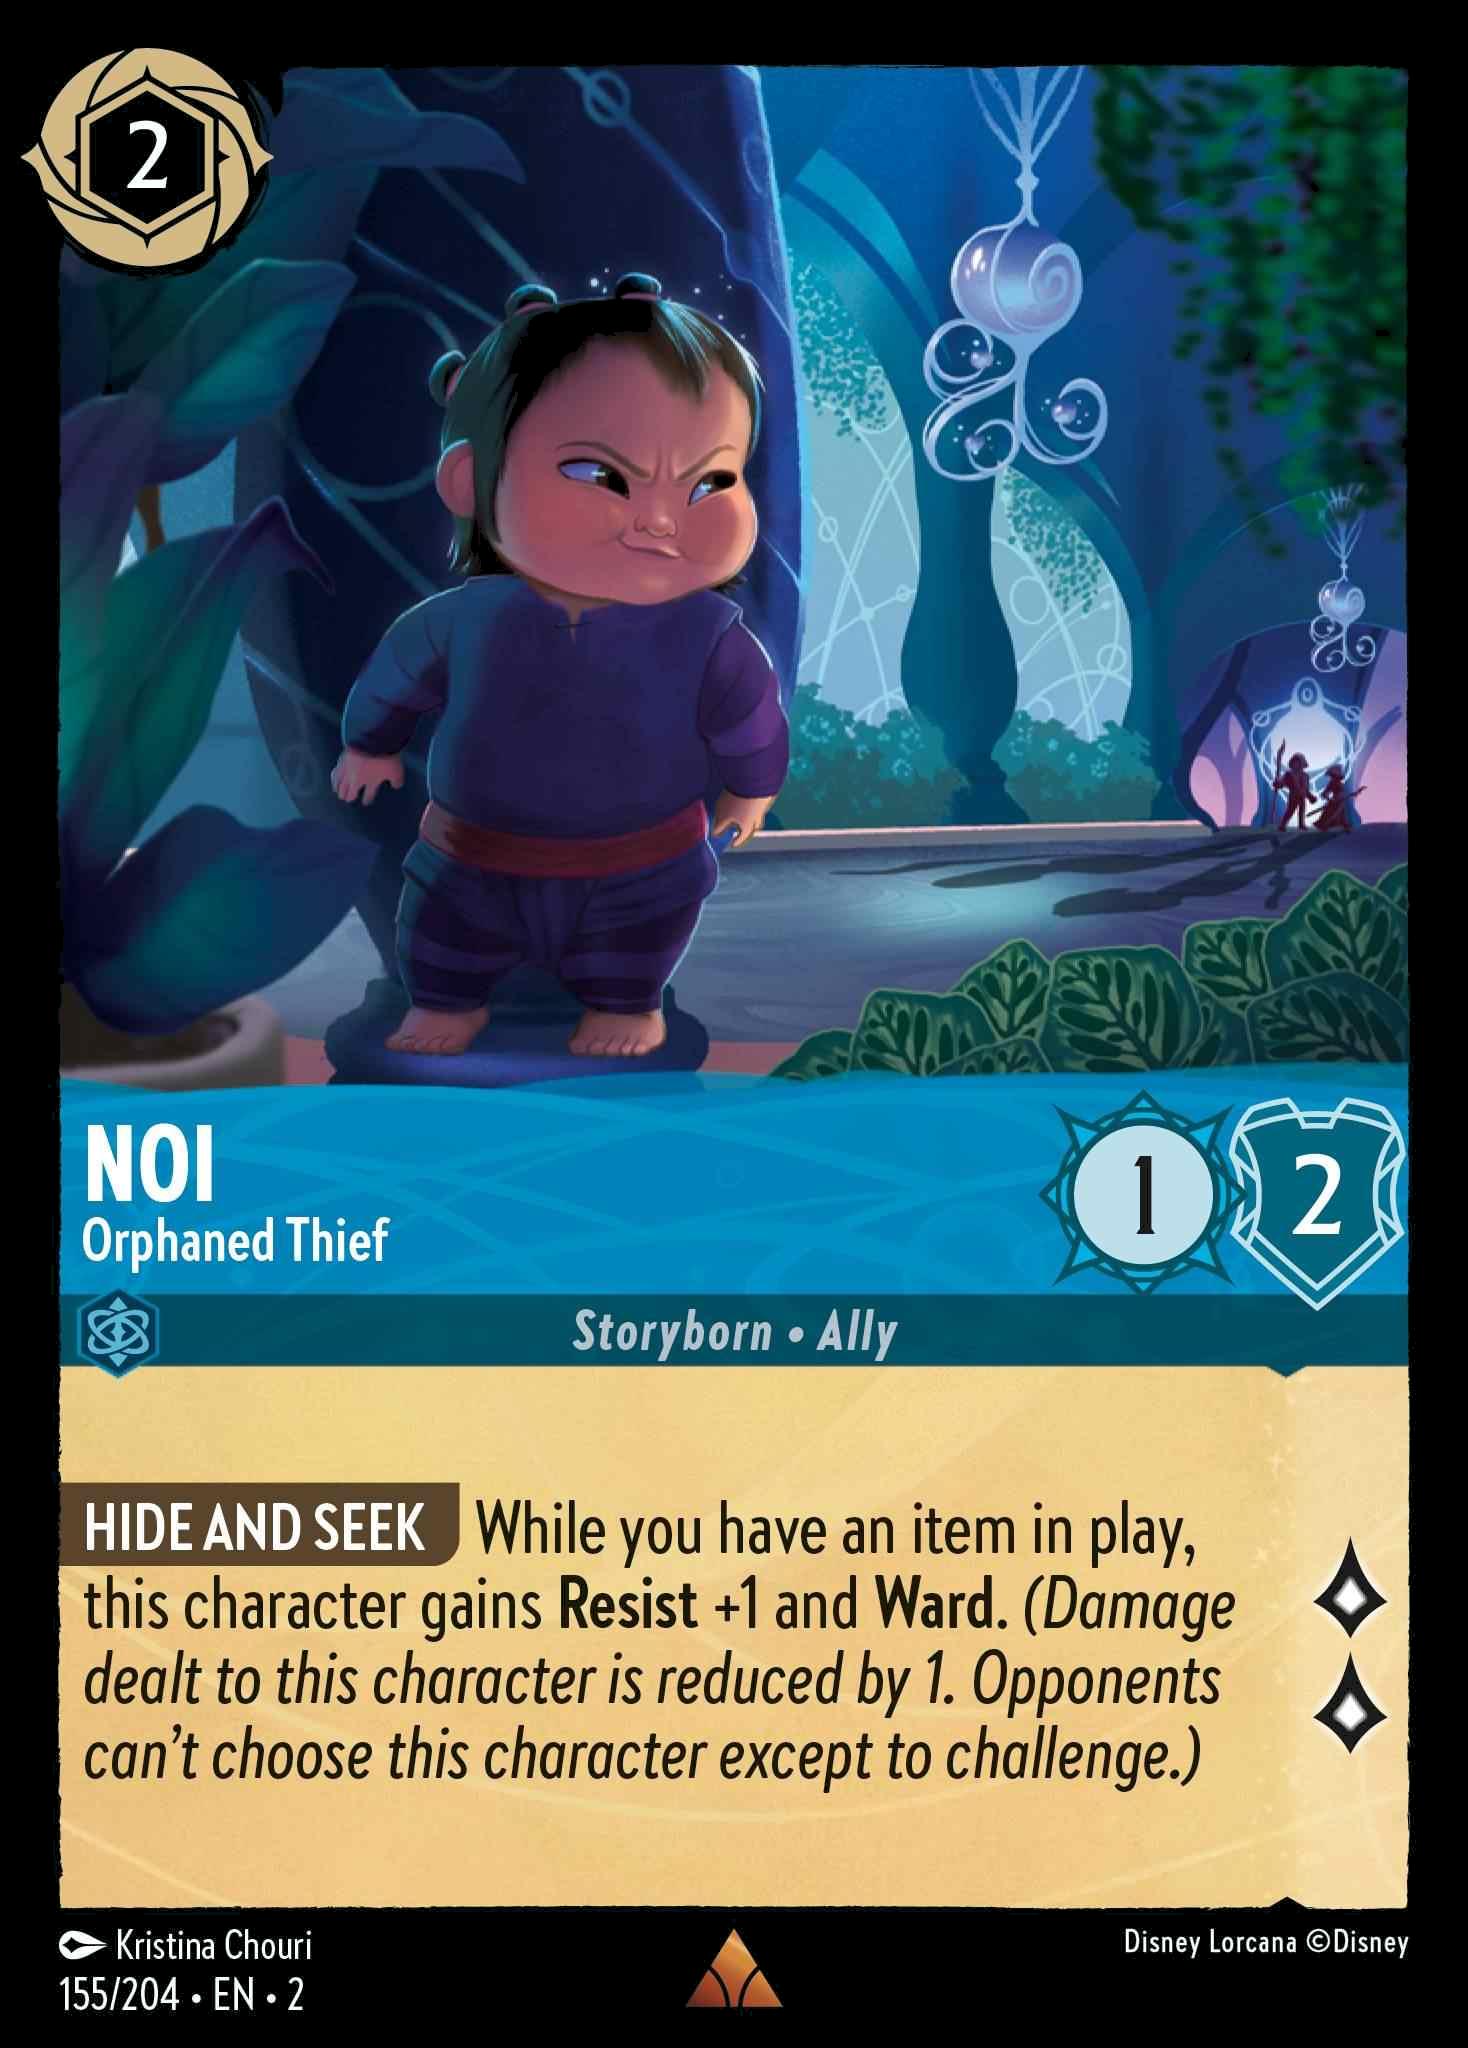 2
NOI
Orphaned Thief
1
2
Storyborn • Ally
HIDE AND SEEK While you have an item in play,
this character gains Resist +1 and Ward. (Damage
dealt to this character is reduced by 1. Opponents
can't choose this character except to challenge.)
Kristina Chouri
Disney Lorcana ©Disney
155/204 • EN • 2